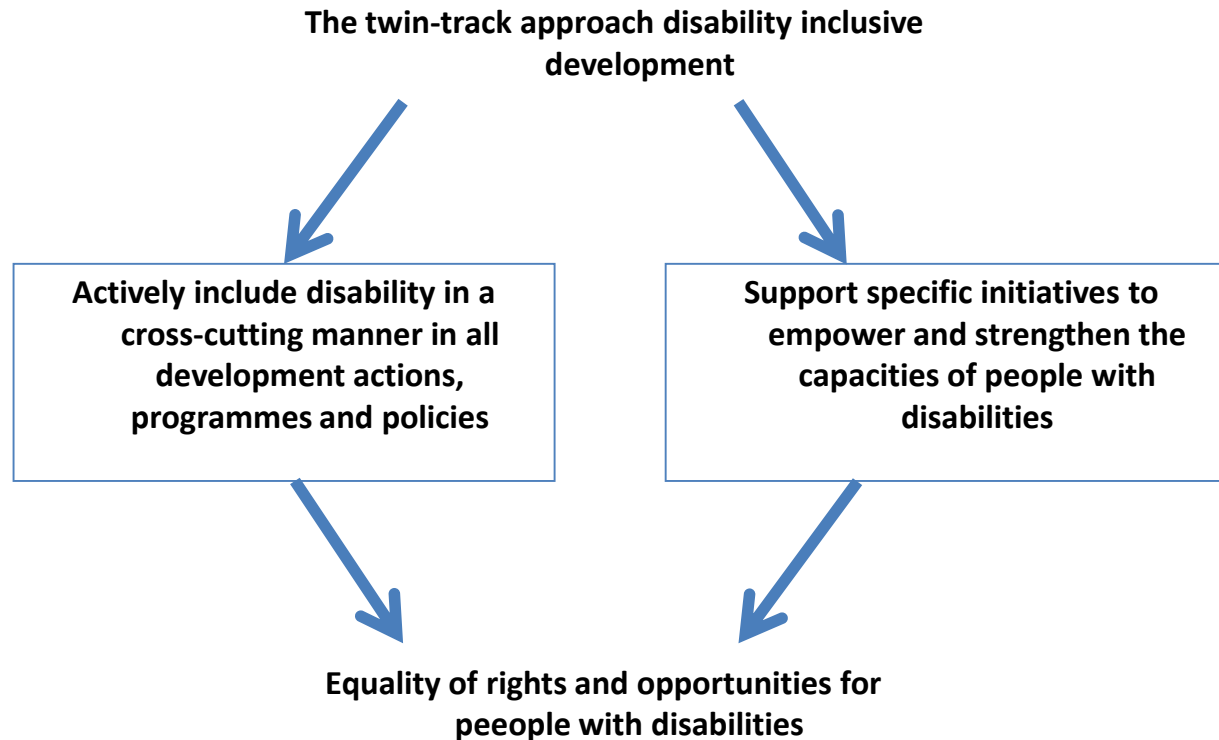 The twin-track approach disability inclusive
development
Actively include disability in a
cross-cutting manner in all
development actions,
programmes and policies
Support specific initiatives to
empower and strengthen the
capacities of people with
disabilities
Equality of rights and opportunities for
peeople with disabilities